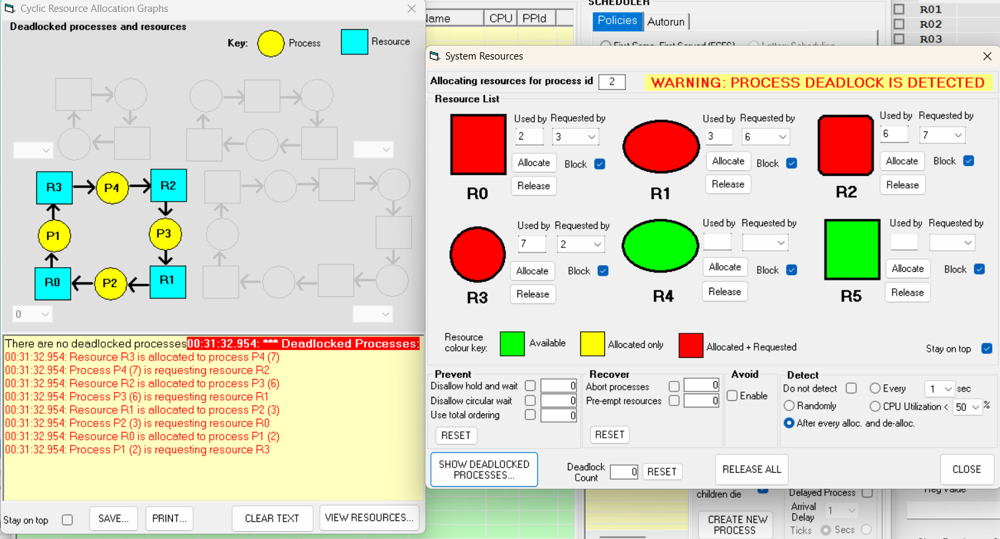 Cyclic Resource Allocation Graphs
Deadlocked processes and resources
Key: Process Resource
R3 P4 R2
P1 P3
R0 P2 R1
0
There are no deadlocked processes00:31:32.954: *** Deadlocked Processes:
00:31:32.954: Resource R3 is allocated to process P4 (7)
00:31:32.954: Process P4 (7) is requesting resource R2
00:31:32.954: Resource R2 is allocated to process P3 (6)
00:31:32.954: Process P3 (6) is requesting resource R1
00:31:32.954: Resource R1 is allocated to process P2 (3)
00:31:32.954: Process P2 (3) is requesting resource R0
00:31:32.954: Resource R0 is allocated to process P1 (2)
00:31:32.954: Process P1 (2) is requesting resource R3
Stay on top SAVE... PRINT... CLEAR TEXT VIEW RESOURCES...
CPU PPId
SCHEDULER
Policies Autorun
R01
R02
R03
System Resources
Allocating resources for process id 2 WARNING: PROCESS DEADLOCK IS DETECTED
Resource List
Used by Requested by
2 3
Allocate Block
Release
R0
Used by Requested by
3 6
Allocate Block
Release
R1
Used by Requested by
6 7
Allocate Block
Release
R2
Used by Requested by
7 2
Allocate Block
Release
R3
Used by Requested by
Allocate Block
Release
R4
Used by Requested by
Allocate Block
Release
R5
Resource
colour key: Available Allocated only Allocated + Requested
Stay on top
Prevent
Disallow hold and wait 0
Disallow circular wait 0
Use total ordering 0
RESET
Recover
Abort processes 0
Pre-empt resources 0
RESET
Avoid
Enable
Detect
Do not detect Every 1 sec
Randomly CPU Utilization < 50 %
After every alloc. and de-alloc.
SHOW DEADLOCKED
PROCESSES...
Deadlock
Count 0 RESET
RELEASE ALL
CLOSE
children die
CREATE NEW
PROCESS
Delayed Process
Arrival
Delay 1
Ticks Secs
Reg Value